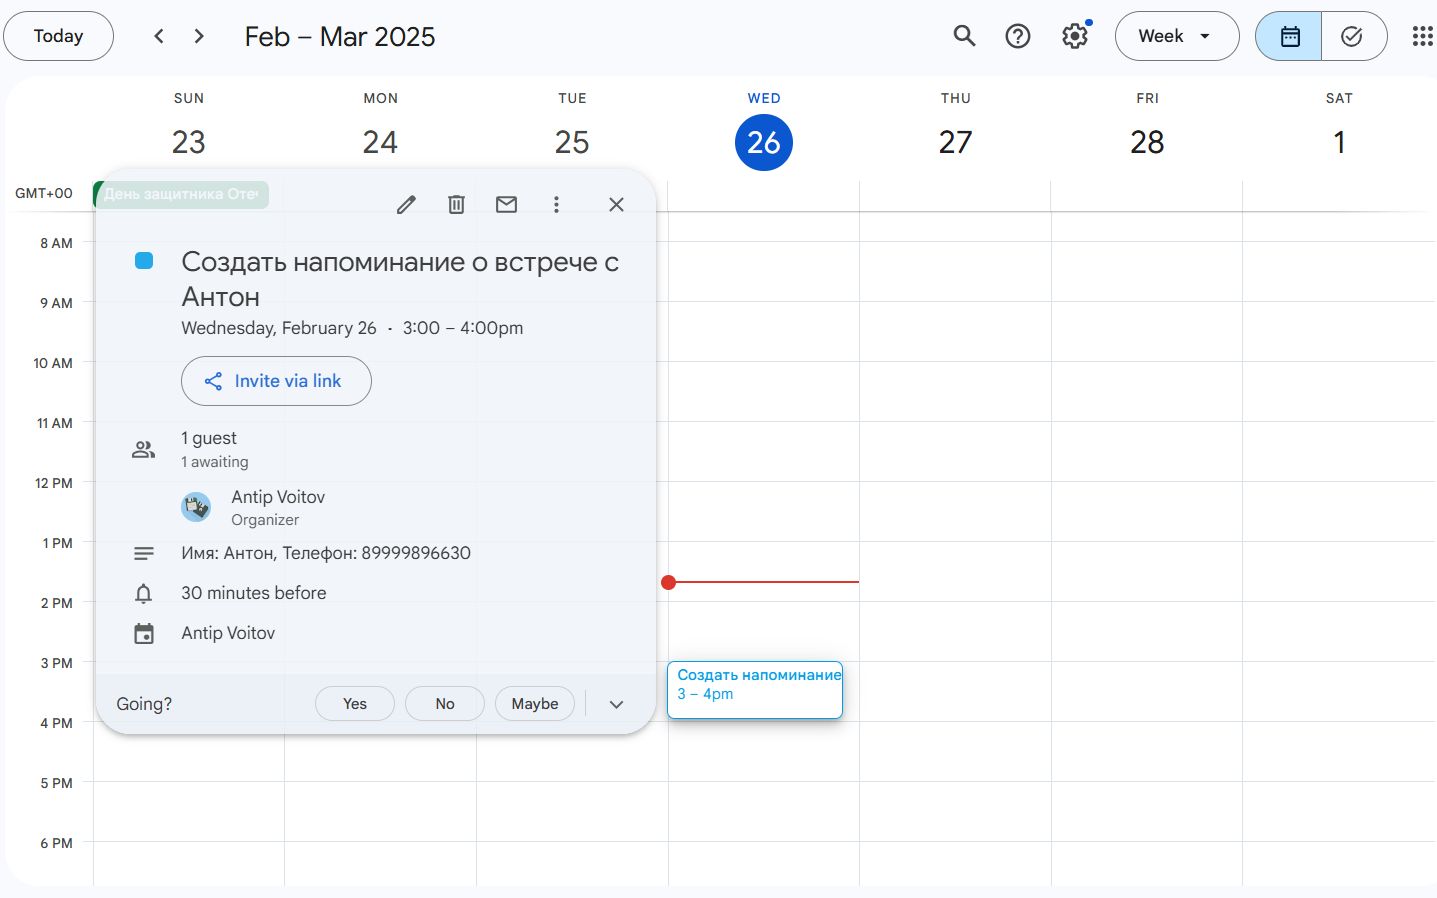 Today
Feb – Mar 2025
Week
SUN
MON
TUE
WED
THU
FRI
SAT
23
24
25
26
27
28
1
GMT+00
День защитника Отеч
8 AM
9 AM
10 AM
11 AM
12 PM
1 PM
2 PM
3 PM
4 PM
5 PM
6 PM
Создать напоминание о встрече с
Антон
Wednesday, February 26 · 3:00 – 4:00pm
Invite via link
1 guest
1 awaiting
Antip Voitov
Organizer
Имя: Антон, Телефон: 89999896630
30 minutes before
Antip Voitov
Going?
Yes
No
Maybe
Создать напоминание
3 – 4pm